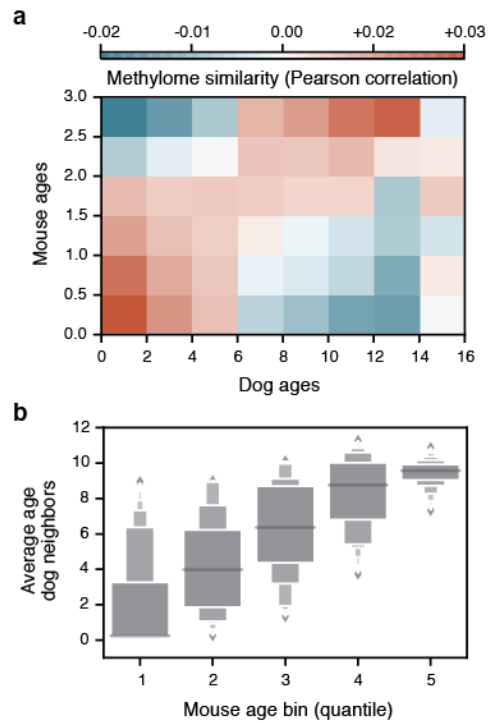 a
-0.02 -0.01 0.00 +0.02 +0.03
Methylome similarity (Pearson correlation)
3.0
2.5
2.0
1.5
1.0
0.5
0.0
Mouse ages
0 2 4 6 8 10 12 14 16
Dog ages
b
12
10
8
6
4
2
0
Average age
dog neighbors
1 2 3 4 5
Mouse age bin (quantile)